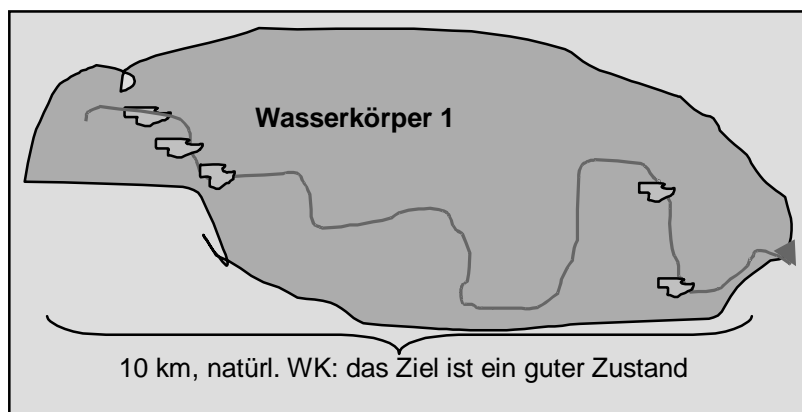 Wasserkörper 1
10 km, natürl. WK: das Ziel ist ein guter Zustand